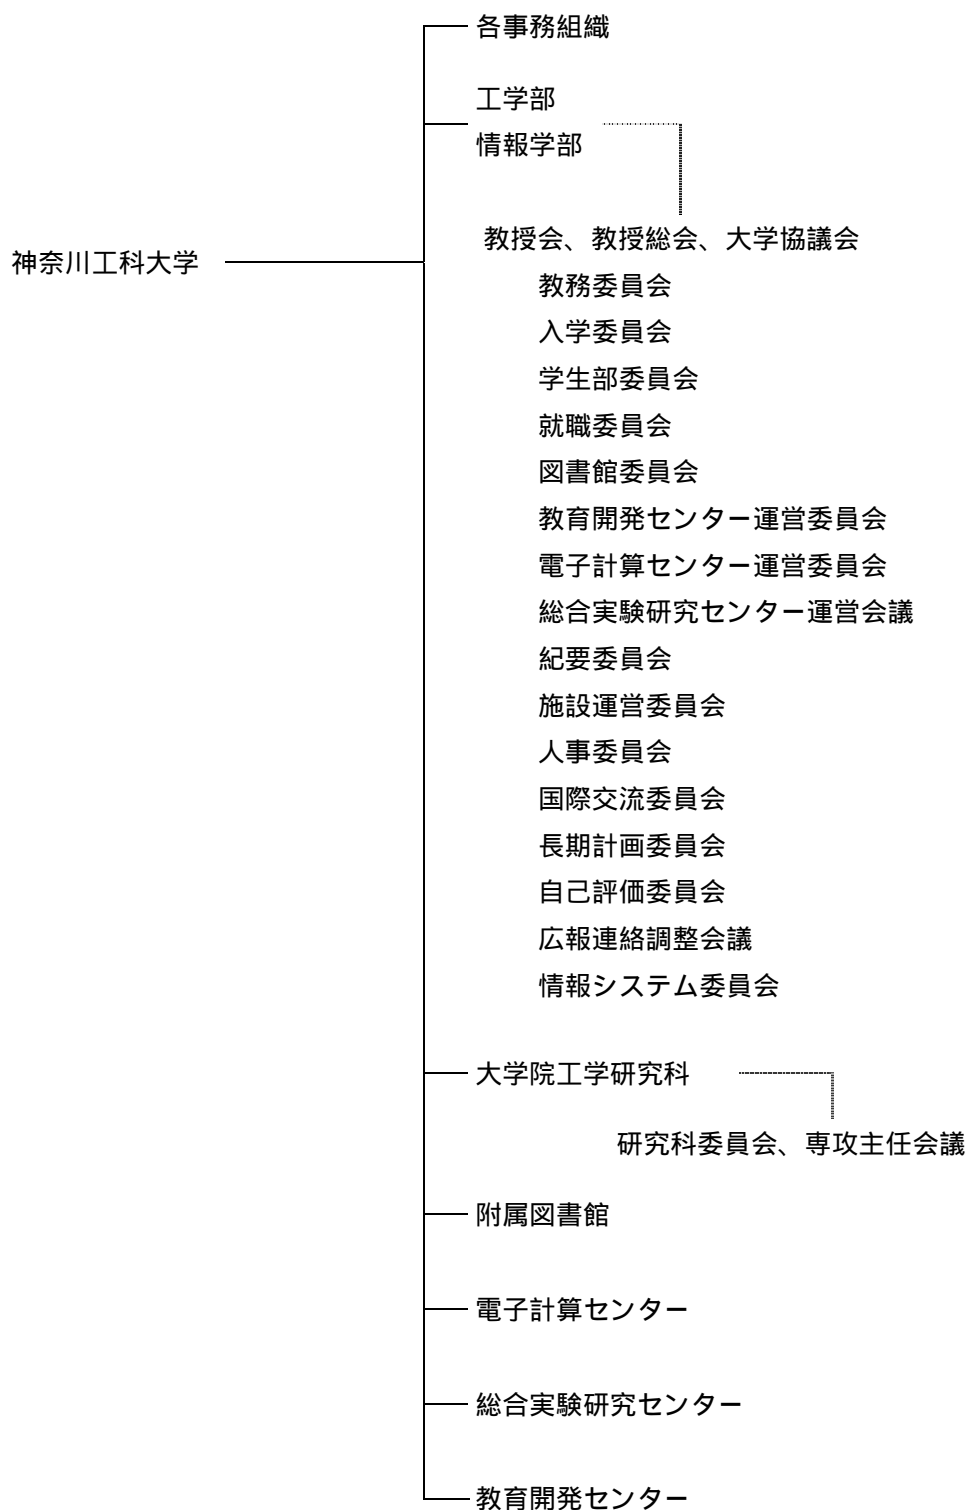 各事務組織
工学部
情報学部
教授会、教授総会、大学協議会
神奈川工科大学
教務委員会
入学委員会
学生部委員会
就職委員会
図書館委員会
教育開発センター運営委員会
電子計算センター運営委員会
総合実験研究センター運営会議
紀要委員会
施設運営委員会
人事委員会
国際交流委員会
長期計画委員会
自己評価委員会
広報連絡調整会議
情報システム委員会
大学院工学研究科
研究科委員会、専攻主任会議
附属図書館
電子計算センター
総合実験研究センター
教育開発センター